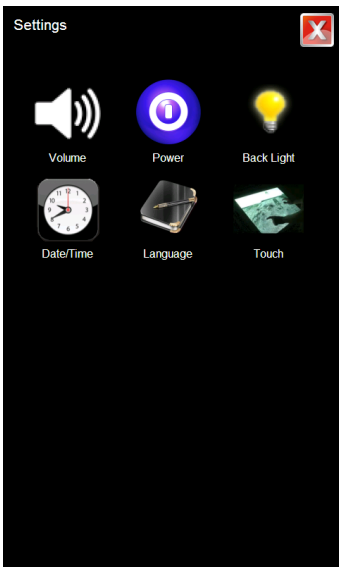 Settings
X
Volume
Power
Back Light
Date/Time
Language
Touch